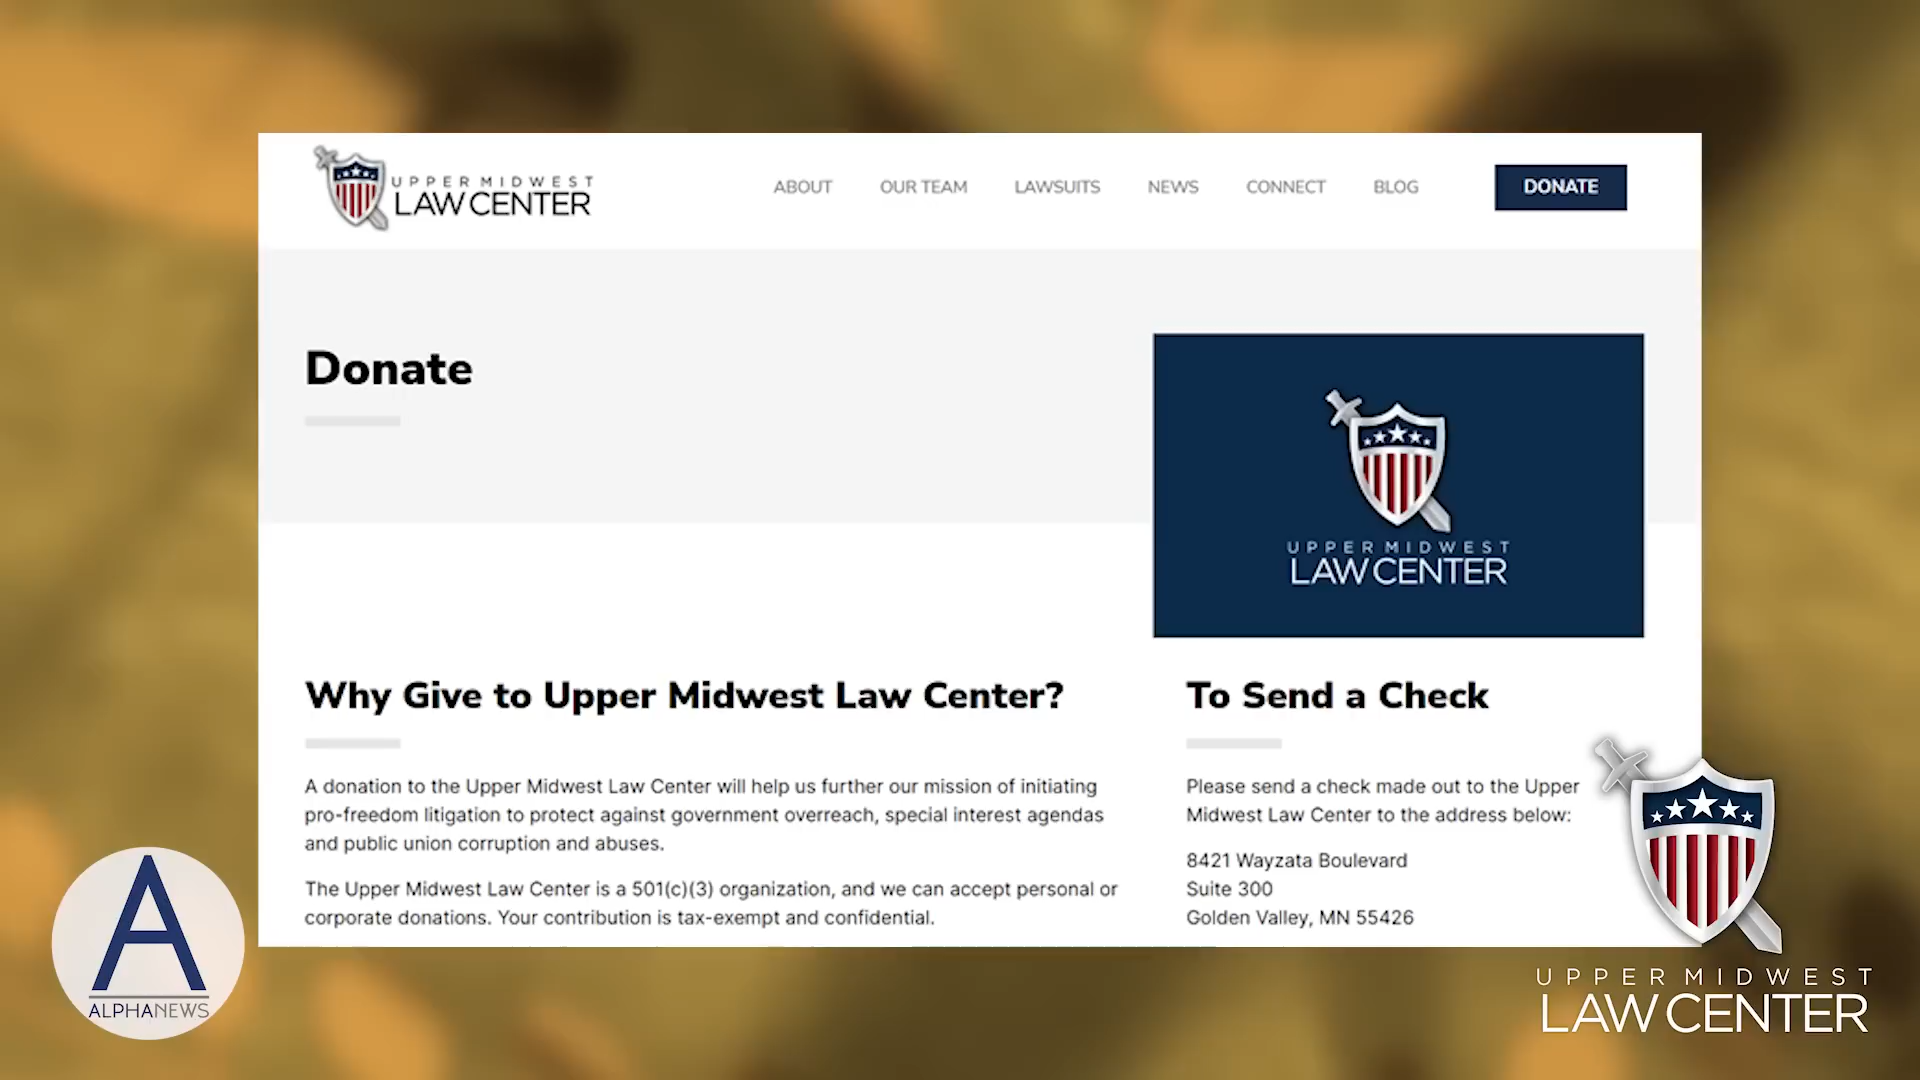 UPPER MIDWEST
LAW CENTER
ABOUT
OUR TEAM
LAWSUITS
NEWS
CONNECT
BLOG
DONATE
Donate
UPPER MIDWEST
LAW CENTER
Why Give to Upper Midwest Law Center?
A donation to the Upper Midwest Law Center will help us further our mission of initiating
pro-freedom litigation to protect against government overreach, special interest agendas
and public union corruption and abuses.
The Upper Midwest Law Center is a 501(c)(3) organization, and we can accept personal or
corporate donations. Your contribution is tax-exempt and confidential.
To Send a Check
Please send a check made out to the Upper
Midwest Law Center to the address below:
8421 Wayzata Boulevard
Suite 300
Golden Valley, MN 55426
A
ALPHANEWS
UPPER MIDWEST
LAW CENTER